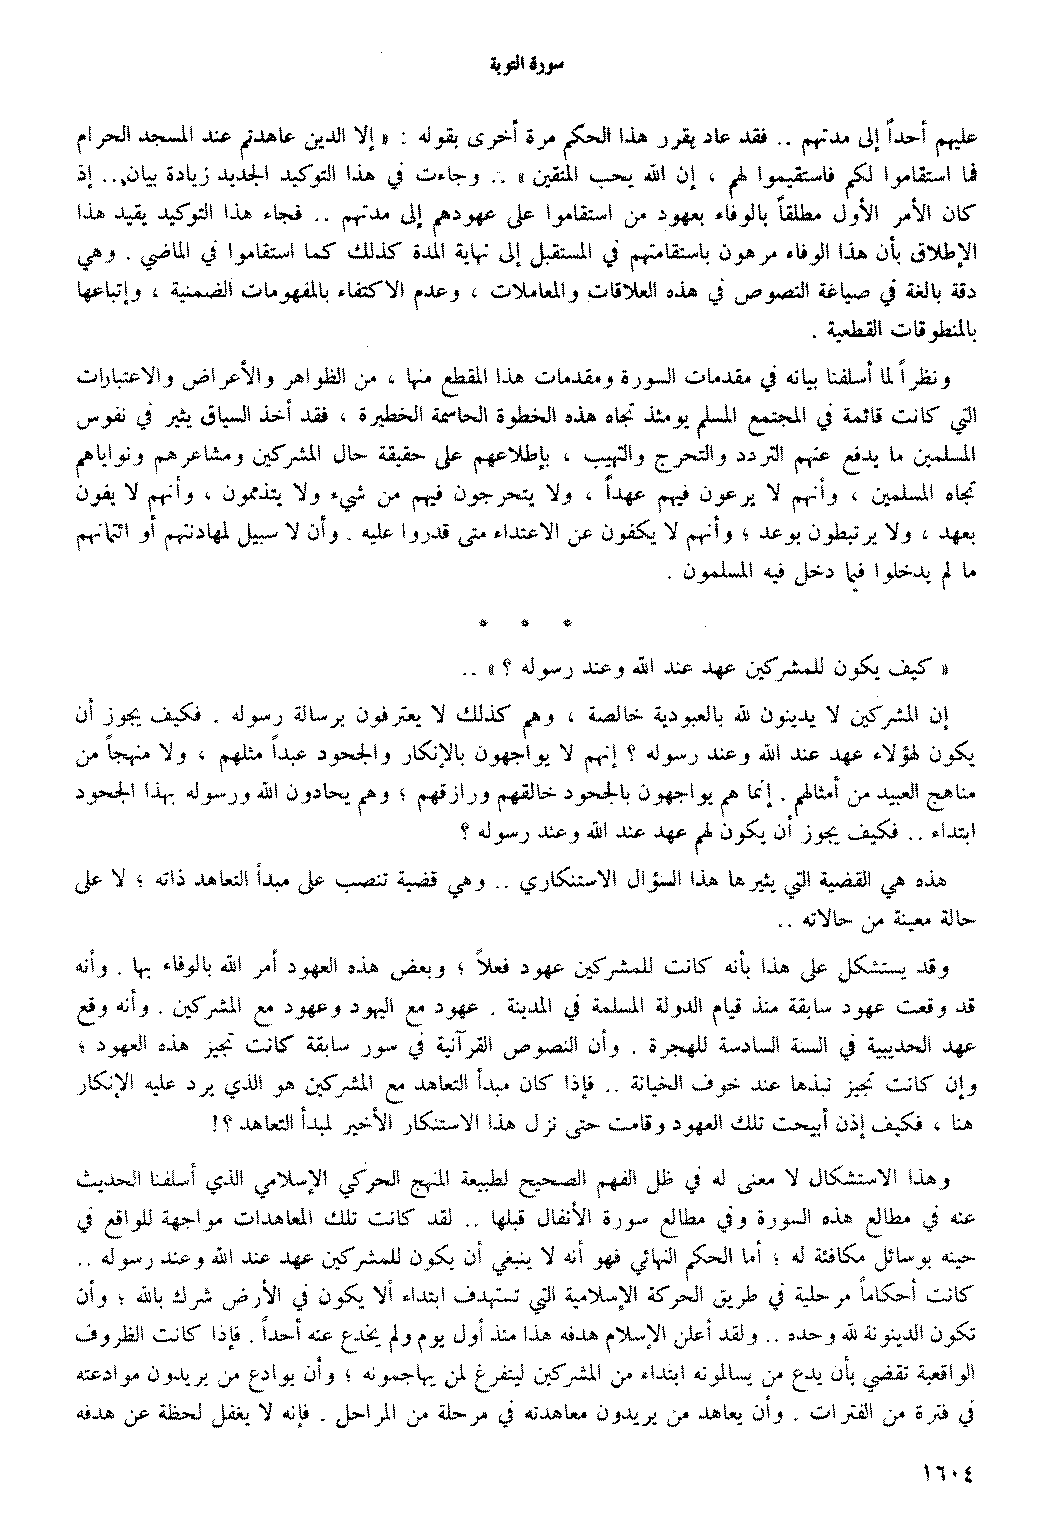 سورة التوبة
عليهم أحداً إلى مدتهم .. فقد عاد يقرر هذا الحكم مرة أخرى بقوله : « إلا الذين عاهدتم عند المسجد الحرام
فما استقاموا لكم فاستقيموا لهم ، إن الله يحب المتقين » .. وجاءت في هذا التوكيد الجديد زيادة بيان .. إذ
كان الأمر الأول مطلقاً بالوفاء بعهود من استقاموا على عهودهم إلى مدتهم .. فجاء هذا التوكيد يقيد هذا
الإطلاق بأن هذا الوفاء مرهون باستقامتهم في المستقبل إلى نهاية المدة كذلك كما استقاموا في الماضي . وهي
دقة بالغة في صياغة النصوص في هذه العلاقات والمعاملات ، وعدم الاكتفاء بالمفهومات الضمنية ، وإتباعها
بالمنطوقات القطعية .
ونظراً لما أسلفنا بيانه في مقدمات السورة ومقدمات هذا المقطع منها ، من الظواهر والأعراض والاعتبارات
التي كانت قائمة في المجتمع المسلم يومئذ تجاه هذه الخطوة الحاسمة الخطيرة ، فقد أخذ السياق يثير في نفوس
المسلمين ما يدفع عنهم التردد والتحرج والتهيب ، بإطلاعهم على حقيقة حال المشركين ومشاعرهم ونواياهم
تجاه المسلمين ، وأنهم لا يرعون فيهم عهداً ، ولا يتحرجون فيهم من شيء ولا يتذممون ، وأنهم لا يفون
بعهد ، ولا يرتبطون بوعد ؛ وأنهم لا يكفون عن الاعتداء متى قدروا عليه . وأن لا سبيل لمهادنتهم أو ائتمانهم
ما لم يدخلوا فيما دخل فيه المسلمون .
* * *
« كيف يكون للمشركين عهد عند الله وعند رسوله ؟ » ..
إن المشركين لا يدينون لله بالعبودية خالصة ، وهم كذلك لا يعترفون برسالة رسوله . فكيف يجوز أن
يكون لهؤلاء عهد عند الله وعند رسوله ؟ إنهم لا يواجهون بالإنكار والجحود عبداً مثلهم ، ولا منهجاً من
مناهج العبيد من أمثالهم . إنما هم يواجهون بالجحود خالقهم ورازقهم ؛ وهم يحادون الله ورسوله بهذا الجحود
ابتداء .. فكيف يجوز أن يكون لهم عهد عند الله وعند رسوله ؟
هذه هي القضية التي يثيرها هذا السؤال الاستنكاري .. وهي قضية تنصب على مبدأ التعاهد ذاته ؛ لا على
حالة معينة من حالاته ..
وقد يستشكل على هذا بأنه كانت للمشركين عهود فعلاً ؛ وبعض هذه العهود أمر الله بالوفاء بها . وأنه
قد وقعت عهود سابقة منذ قيام الدولة المسلمة في المدينة . عهود مع اليهود وعهود مع المشركين . وأنه وقع
عهد الحديبية في السنة السادسة للهجرة . وأن النصوص القرآنية في سور سابقة كانت تجيز هذه العهود ؛
وإن كانت تجيز نبذها عند خوف الخيانة .. فإذا كان مبدأ التعاهد مع المشركين هو الذي يرد عليه الإنكار
هنا ، فكيف إذن أبيحت تلك العهود وقامت حتى نزل هذا الاستنكار الأخير لمبدأ التعاهد ؟!
وهذا الاستشكال لا معنى له في ظل الفهم الصحيح لطبيعة المنهج الحركي الإسلامي الذي أسلفنا الحديث
عنه في مطالع هذه السورة وفي مطالع سورة الأنفال قبلها .. لقد كانت تلك المعاهدات مواجهة للواقع في
حينه بوسائل مكافئة له ؛ أما الحكم النهائي فهو أنه لا ينبغي أن يكون للمشركين عهد عند الله وعند رسوله ..
كانت أحكاماً مرحلية في طريق الحركة الإسلامية التي تستهدف ابتداء ألا يكون في الأرض شرك بالله ؛ وأن
تكون الدينونة لله وحده .. ولقد أعلن الإسلام هدفه هذا منذ أول يوم ولم يخدع عنه أحداً . فإذا كانت الظروف
الواقعية تقضي بأن يدع من يسالمونه ابتداء من المشركين ليتفرغ لمن يهاجمونه ؛ وأن يوادع من يريدون موادعته
في فترة من الفترات . وأن يعاهد من يريدون معاهدته في مرحلة من المراحل . فإنه لا يغفل لحظة عن هدفه
١٦٠٤